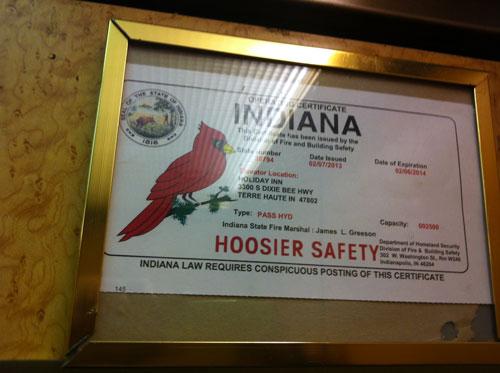 SEAL OF THE STATE OF INDIANA
1816
OPERATING CERTIFICATE
INDIANA
This Certificate has been issued by the
Division of Fire and Building Safety
State Number
Date Issued
Date of Expiration
02/07/2013
02/06/2014
Elevator Location:
HOLIDAY INN
3300 S DIXIE BEE HWY
TERRE HAUTE IN 47802
Type: PASS HYD
Capacity:
Indiana State Fire Marshal : James L. Greeson
HOOSIER SAFETY
Department of Homeland Security
Division of Fire & Building Safety
302 W. Washington St., Rm W246
Indianapolis, IN 46204
INDIANA LAW REQUIRES CONSPICUOUS POSTING OF THIS CERTIFICATE
145